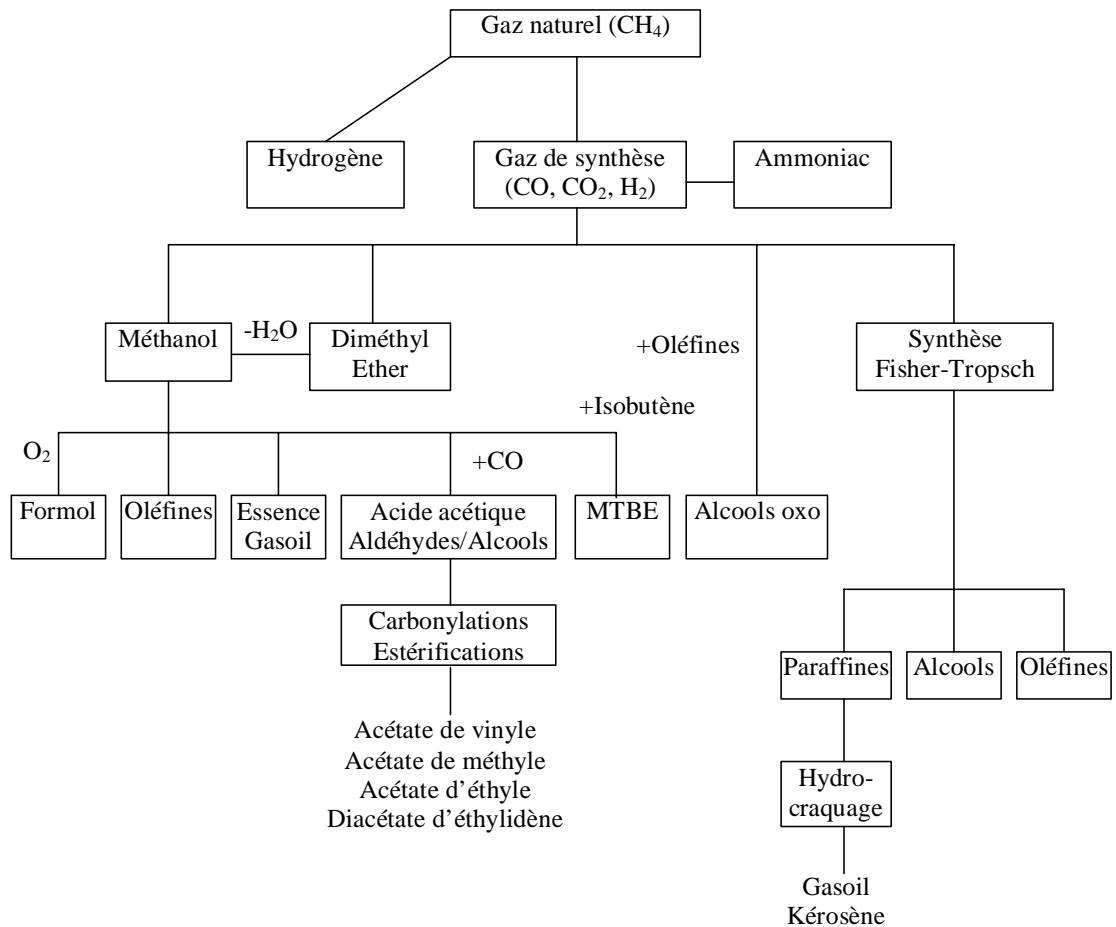 Gaz naturel (CH₄)
Hydrogène
Gaz de synthèse
(CO, CO₂, H₂)
Ammoniac
Méthanol
-H₂O
Diméthyl
Ether
+Oléfines
Synthèse
Fisher-Tropsch
+Isobutène
O₂
+CO
Formol
Oléfines
Essence
Gasoil
Acide acétique
Aldéhydes/Alcools
MTBE
Alcools oxo
Carbonylations
Estérifications
Paraffines
Alcools
Oléfines
Acétate de vinyle
Acétate de méthyle
Acétate d’éthyle
Diacétate d’éthylidène
Hydro-
craquage
Gasoil
Kérosène